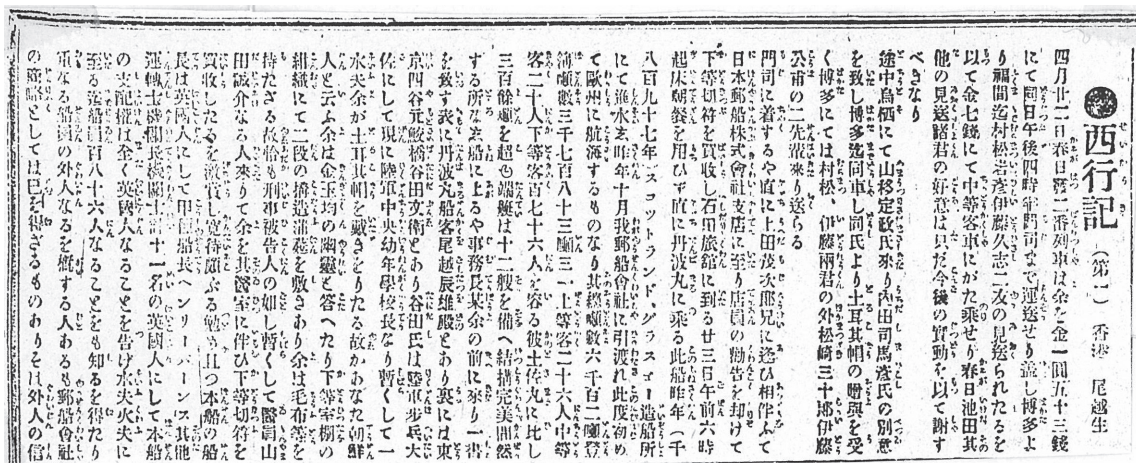 西行記 (第一) 香港 尾越生
四月廿二日春日發二番列車は余を金一圓五十三錢
にて同日午後四時半門司まで運送せり蓋し博多よ
り福間迄村松岩彦伊藤久志二友の見送られたるを
以て金七錢にて中等客車にがた乘せり春日池田其
他の見送諸君の好意は只だ今後の實動を以て謝す
べきなり
途中鳥栖にて山移定政氏來り内田司馬彦氏の別意
を致し博多迄同車し同氏より土耳其帽の贈與を受
く博多にては村松、伊藤兩君の外松崎三十郎伊藤
公甫の二先輩來り送らる
門司に着するや直に上田茂次郎兄に逢ひ相伴ふて
日本郵船株式會社支店に至り店員の勸告を却けて
下等切符を買收し石田旅館に到る廿三日午前六時
起床朝餐を用ひず直に丹波丸に乘る此船昨年(千
八百九十七年)スコットランド、グラスゴー造船所
にて進水去昨年十月我郵船會社に引渡れ此度初め
て歐州に航海するものなり其總噸數六千百二噸登
簿噸數三千七百八十三噸三一上等客二十六人中等
客二十人下等客百七十六人を容る彼土佐丸に比し
三百餘噸を超も端艇は十二艘を備へ結構完美間然
する所なし船に上るや事務長某余の前に來り一書
を致す表に丹波丸船客尾越辰雄殿とあり裏には東
京四谷元鮫橋谷田文衛とあり谷田氏は陸軍歩兵大
佐にして現に陸軍中央幼年學校長なり暫くして一
水夫余が土耳其帽を戴きをりたる故かあなた朝鮮
人と云ふ余は金玉均の幽靈と答へたり下等室棚の
組織にて二段の構造蒲莚を敷きあり余は毛布等を
持たざる故恰も刑事被告人の如し暫くして醫員山
田誠介なる人來りて余を其醫室に伴ひ下等切符を
買收したるを激賞し寛待頗ぶる勉も且つ本船の船
長は英國人にして甲任船長ヘンリーバーンス其他
運轉士機關長機關士等十一名の英國人にて本船
の支配權は全く英國人なることを告げ水夫火夫に
至る迄船員百八十六人なることをも知るを得たり
重なる船員の外人なるを慨する人あるも郵船會社
の策略としては已を得ざるものありそは外人の信